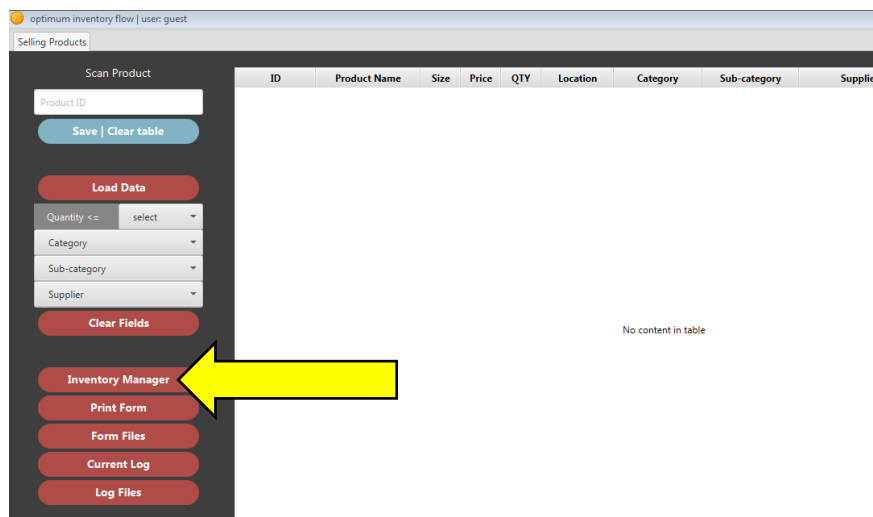 optimum inventory flow | user: guest
Selling Products
Scan Product
Product ID
Save | Clear table
Load Data
Quantity <= select
Category
Sub-category
Supplier
Clear Fields
Inventory Manager
Print Form
Form Files
Current Log
Log Files
ID Product Name Size Price QTY Location Category Sub-category Supplie
No content in table